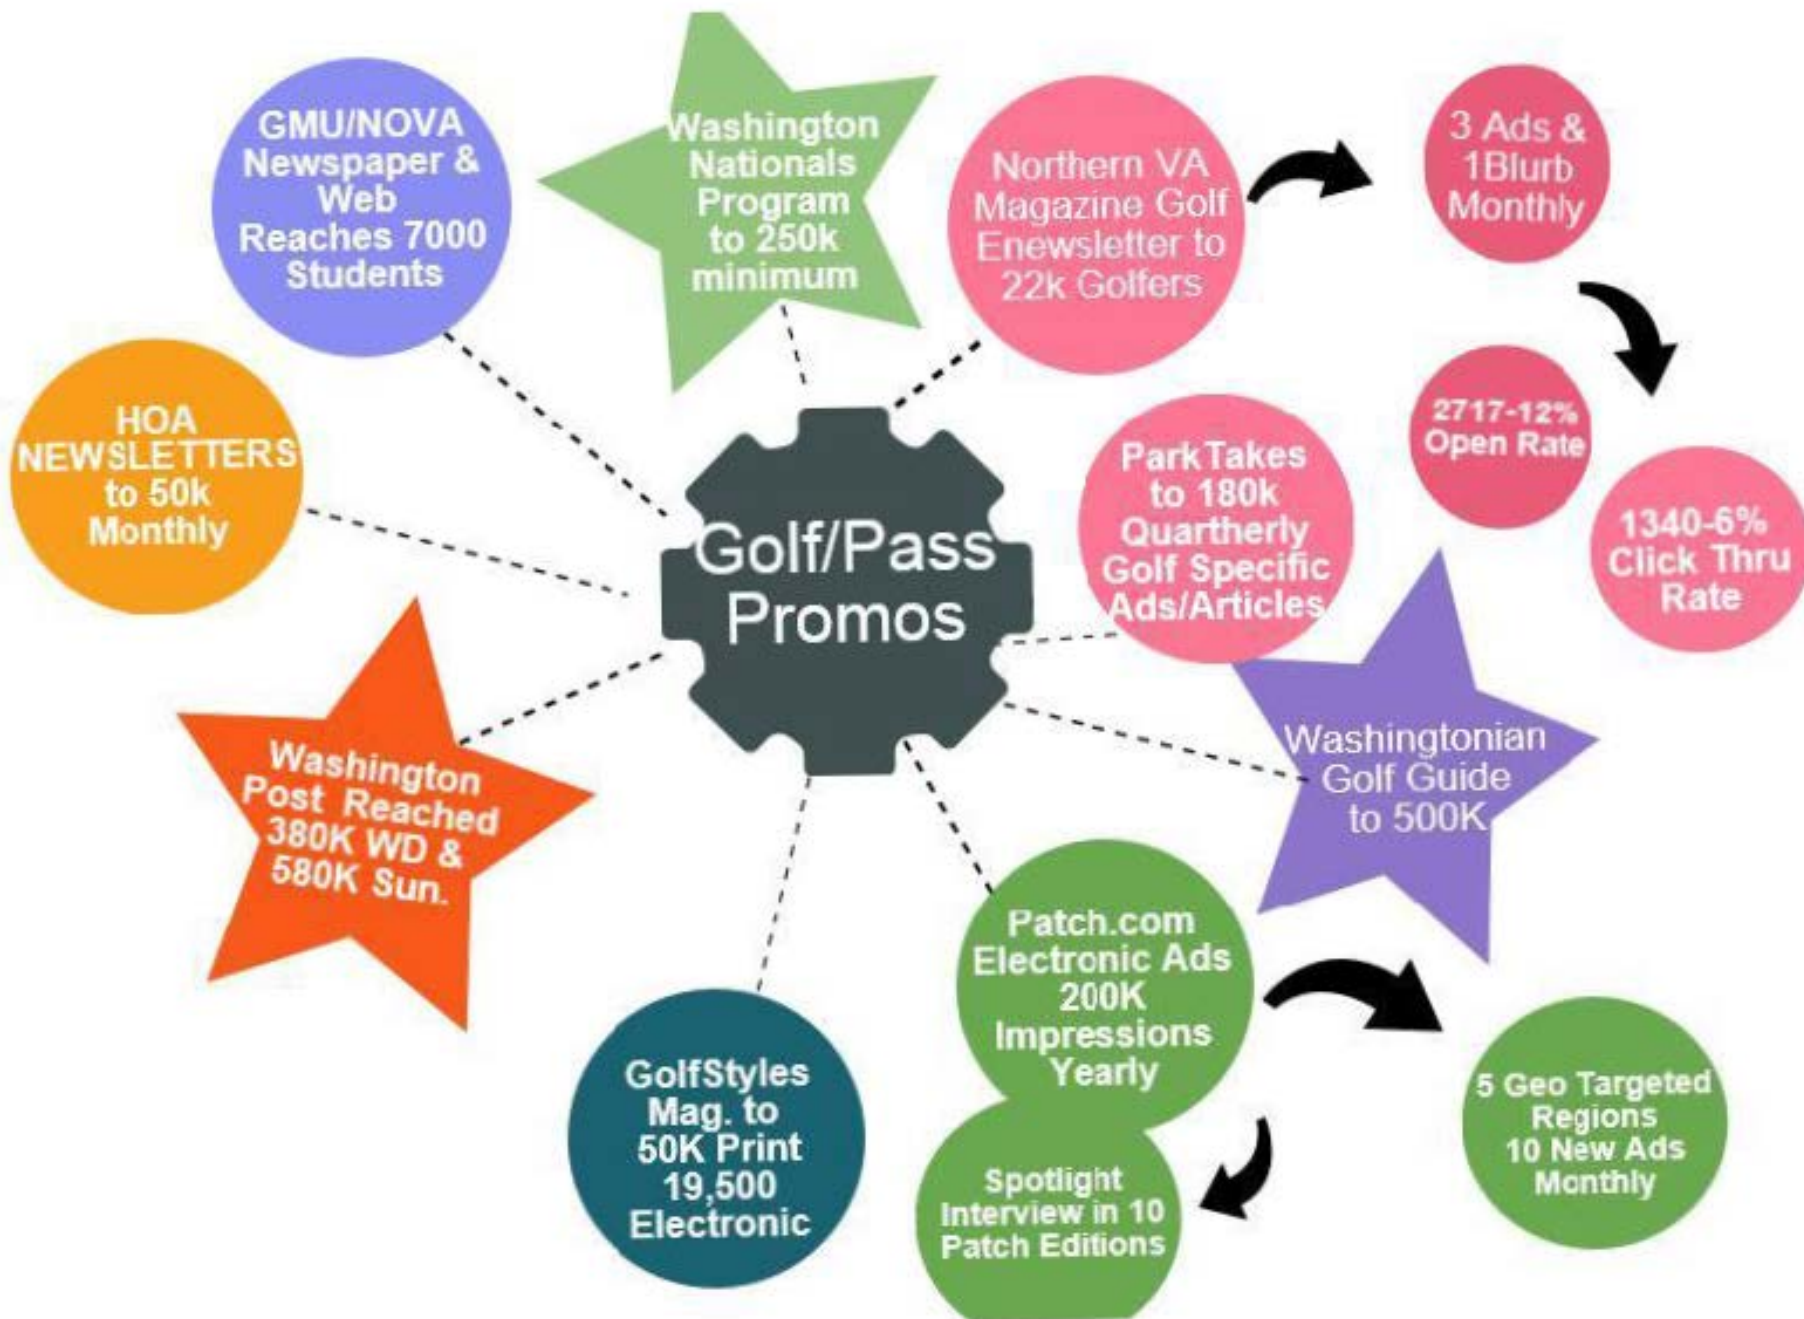 GMU/NOVA
Newspaper &
Web
Reaches 7000
Students
Washington
Nationals
Program
to 250k
minimum
Northern VA
Magazine Golf
Enewsletter to
22k Golfers
3 Ads &
1Blurb
Monthly
2717-12%
Open Rate
1340-6%
Click Thru
Rate
HOA
NEWSLETTERS
to 50k
Monthly
Golf/Pass
Promos
ParkTakes
to 180k
Quartherly
Golf Specific
Ads/Articles
Washington
Post Reached
380K WD &
580K Sun.
Washingtonian
Golf Guide
to 500K
GolfStyles
Mag. to
50K Print
19,500
Electronic
Patch.com
Electronic Ads
200K
Impressions
Yearly
Spotlight
Interview in 10
Patch Editions
5 Geo Targeted
Regions
10 New Ads
Monthly